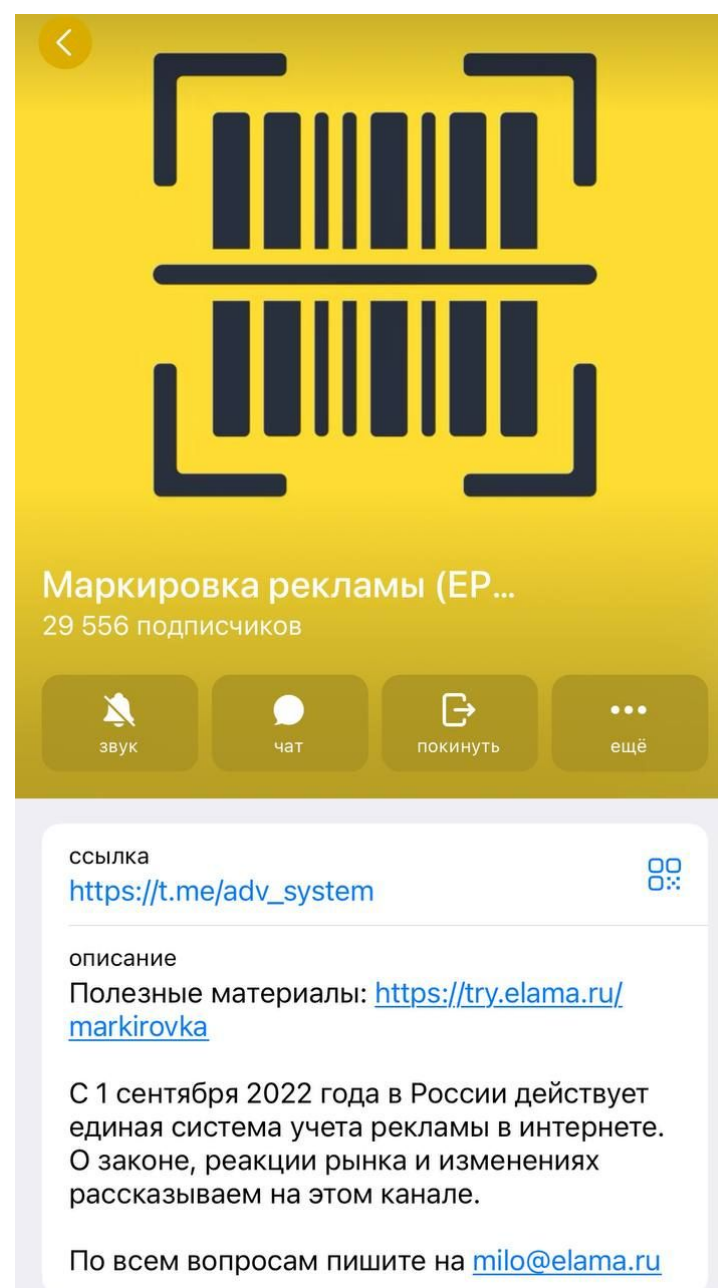 Маркировка рекламы (ЕР...
29 556 подписчиков
звук
чат
покинуть
ещё
ссылка
https://t.me/adv_system
описание
Полезные материалы: https://try.elama.ru/
markirovka
С 1 сентября 2022 года в России действует
единая система учета рекламы в интернете.
О законе, реакции рынка и изменениях
рассказываем на этом канале.
По всем вопросам пишите на milo@elama.ru